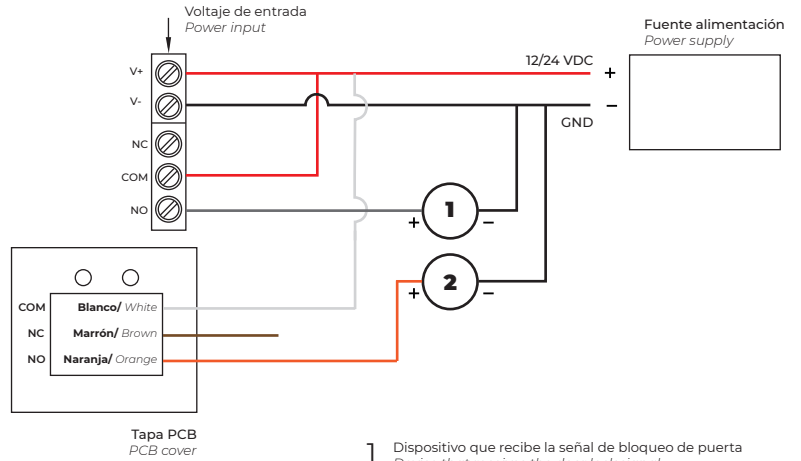 Voltaje de entrada
Power input
Fuente alimentación
Power supply
12/24 VDC
V+
+
V-
−
GND
NC
COM
NO
1
+
−
2
+
−
COM
Blanco/ White
NC
Marrón/ Brown
NO
Naranja/ Orange
Tapa PCB
PCB cover
1 Dispositivo que recibe la señal de bloqueo de puerta